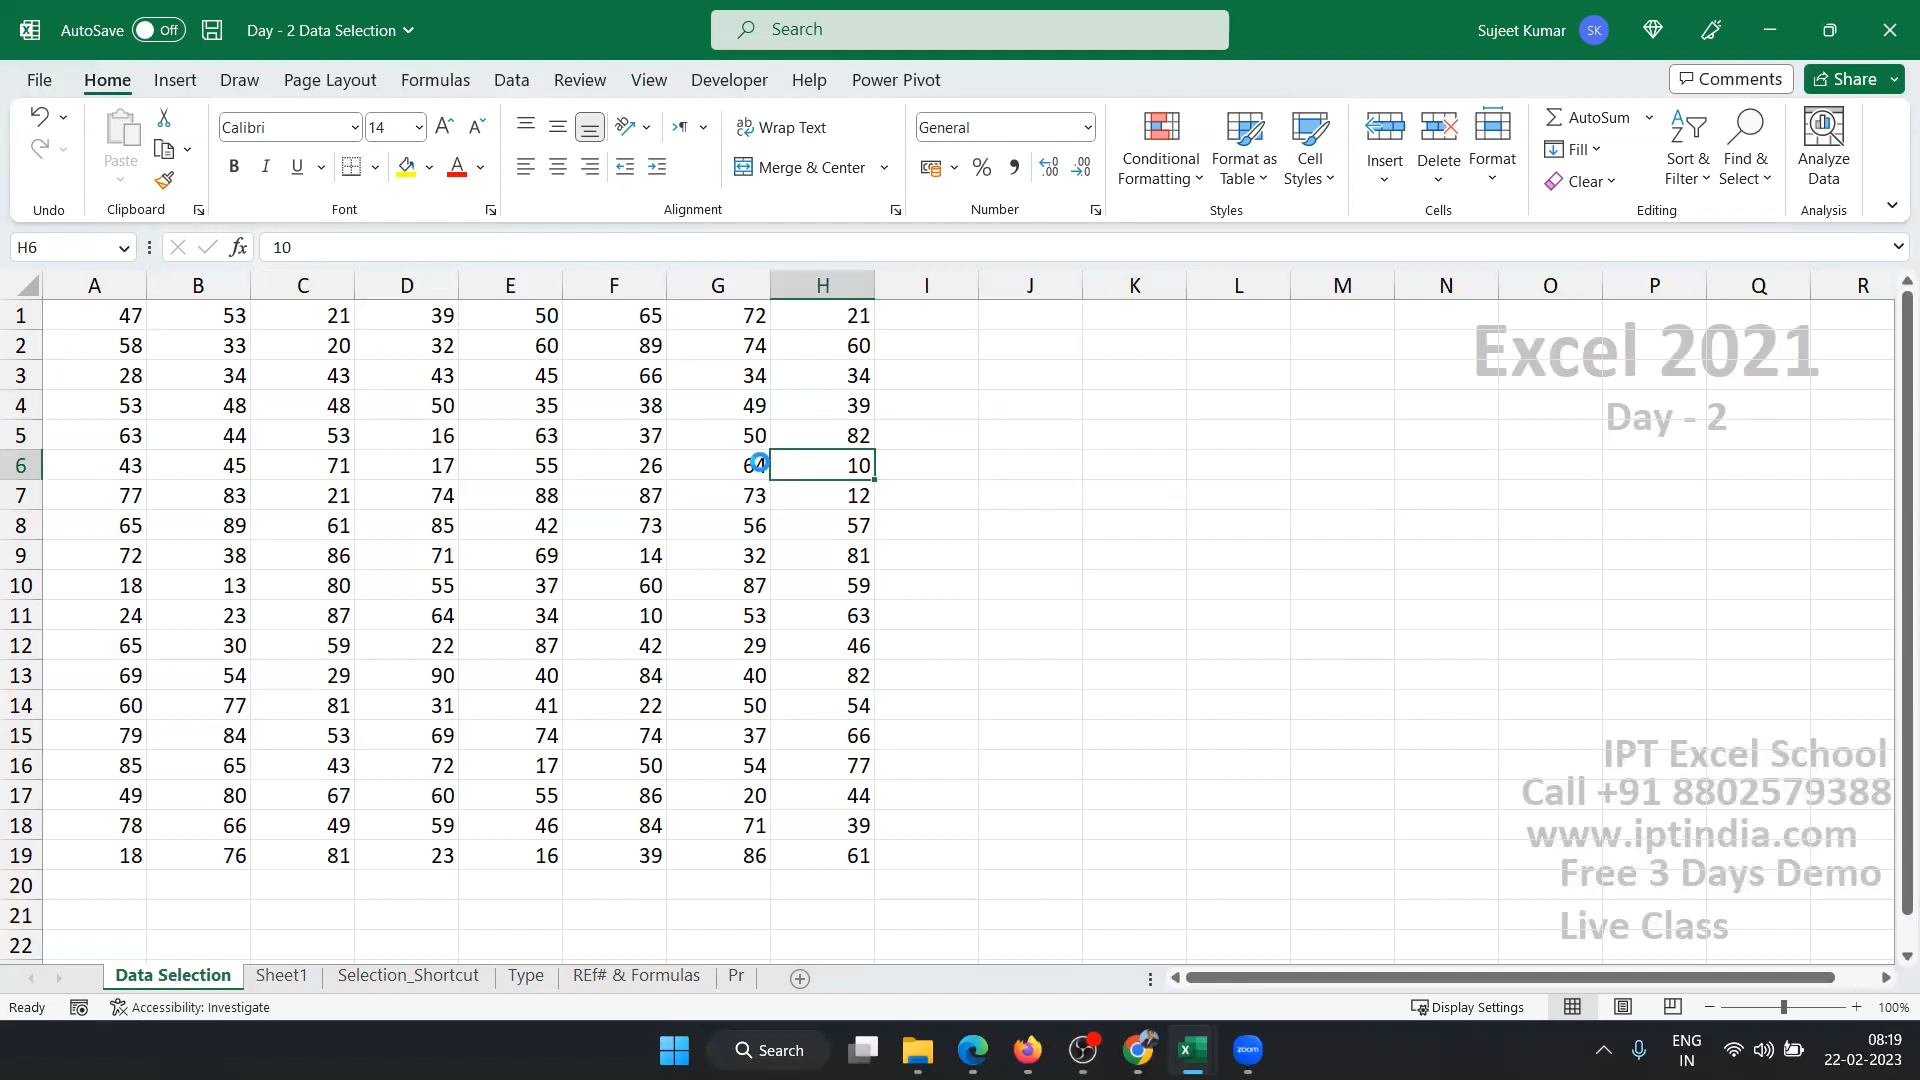 AutoSave Off Day - 2 Data Selection Search Sujeet Kumar SK
File Home Insert Draw Page Layout Formulas Data Review View Developer Help Power Pivot Comments Share
Calibri 14 Wrap Text General AutoSum
Paste Fill
B I U Merge & Center % Conditional Formatting Format as Table Cell Styles Insert Delete Format Clear Sort & Filter Find & Select Analyze Data
Undo Clipboard Font Alignment Number Styles Cells Editing Analysis
H6 fx 10
A B C D E F G H I J K L M N O P Q R
1 47 53 21 39 50 65 72 21
2 58 33 20 32 60 89 74 60
Excel 2021
3 28 34 43 43 45 66 34 34
4 53 48 48 50 35 38 49 39
Day - 2
5 63 44 53 16 63 37 50 82
6 43 45 71 17 55 26 64 10
7 77 83 21 74 88 87 73 12
8 65 89 61 85 42 73 56 57
9 72 38 86 71 69 14 32 81
10 18 13 80 55 37 60 87 59
11 24 23 87 64 34 10 53 63
12 65 30 59 22 87 42 29 46
13 69 54 29 90 40 84 40 82
14 60 77 81 31 41 22 50 54
15 79 84 53 69 74 74 37 66
IPT Excel School
16 85 65 43 72 17 50 54 77
Call +91 8802579388
17 49 80 67 60 55 86 20 44
18 78 66 49 59 46 84 71 39
www.iptindia.com
19 18 76 81 23 16 39 86 61
Free 3 Days Demo
20
21
Live Class
22
Data Selection Sheet1 Selection_Shortcut Type REf# & Formulas Pr
Ready Accessibility: Investigate Display Settings 100%
Search zoom ENG IN 08:19
22-02-2023